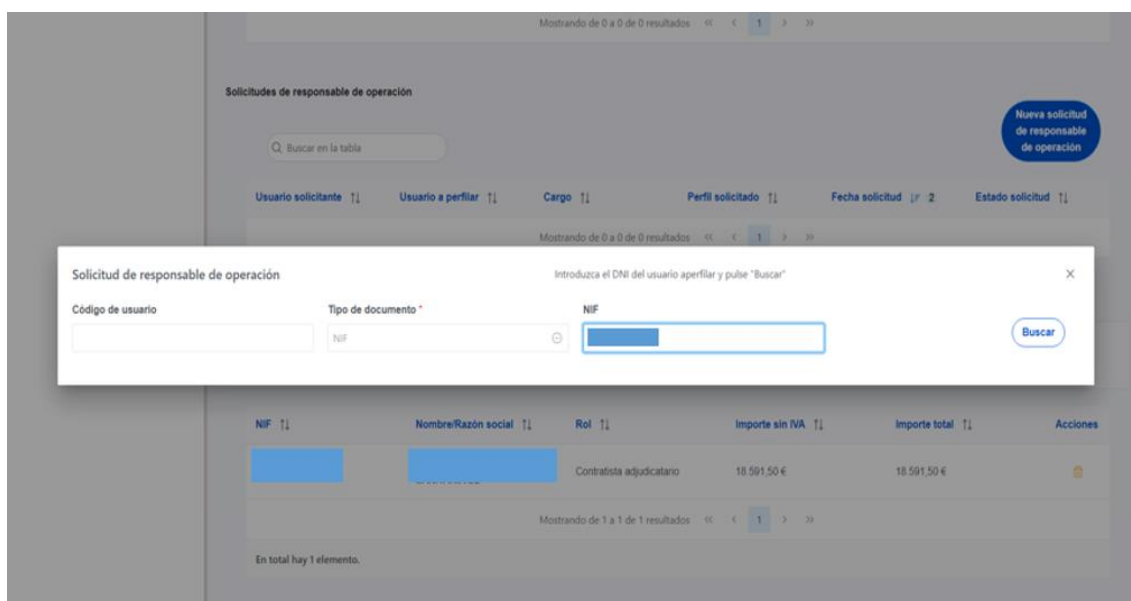 Mostrando de 0 a 0 de 0 resultados << < 1 > >>
Solicitudes de responsable de operación
Nueva solicitud
de responsable
de operación
Buscar en la tabla
Usuario solicitante Usuario a perfilar Cargo Perfil solicitado Fecha solicitud 2 Estado solicitud
Mostrando de 0 a 0 de 0 resultados << < 1 > >>
Solicitud de responsable de operación Introduzca el DNI del usuario aperfilar y pulse "Buscar"
Código de usuario Tipo de documento * NIF
NIF
Buscar
NIF Nombre/Razón social Rol Importe sin IVA Importe total Acciones
Contratista adjudicatario 18.591,50 € 18.591,50 €
Mostrando de 1 a 1 de 1 resultados << < 1 > >>
En total hay 1 elemento.